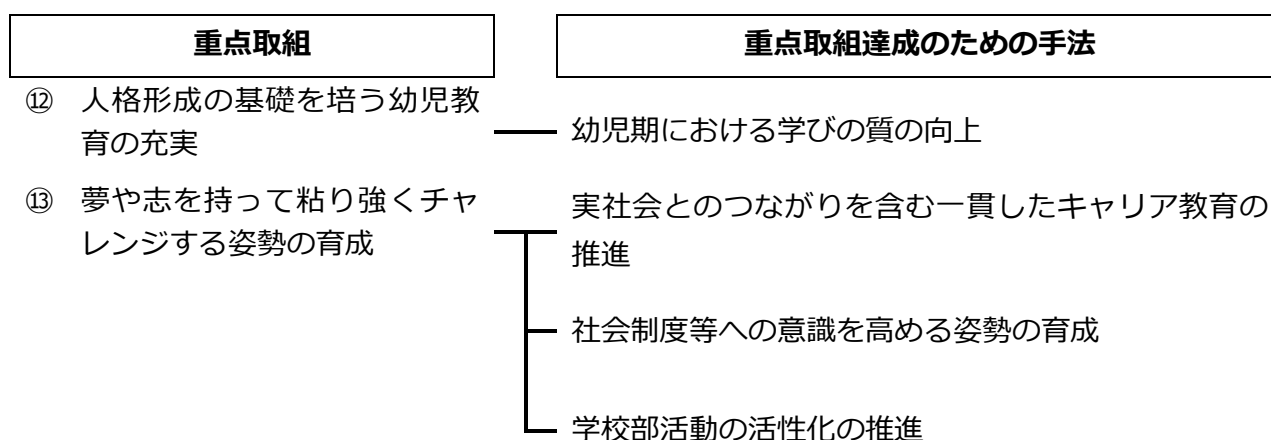 重点取組
重点取組達成のための手法
⑫ 人格形成の基礎を培う幼児教
育の充実
幼児期における学びの質の向上
⑬ 夢や志を持って粘り強くチャ
レンジする姿勢の育成
実社会とのつながりを含む一貫したキャリア教育の
推進
社会制度等への意識を高める姿勢の育成
学校部活動の活性化の推進